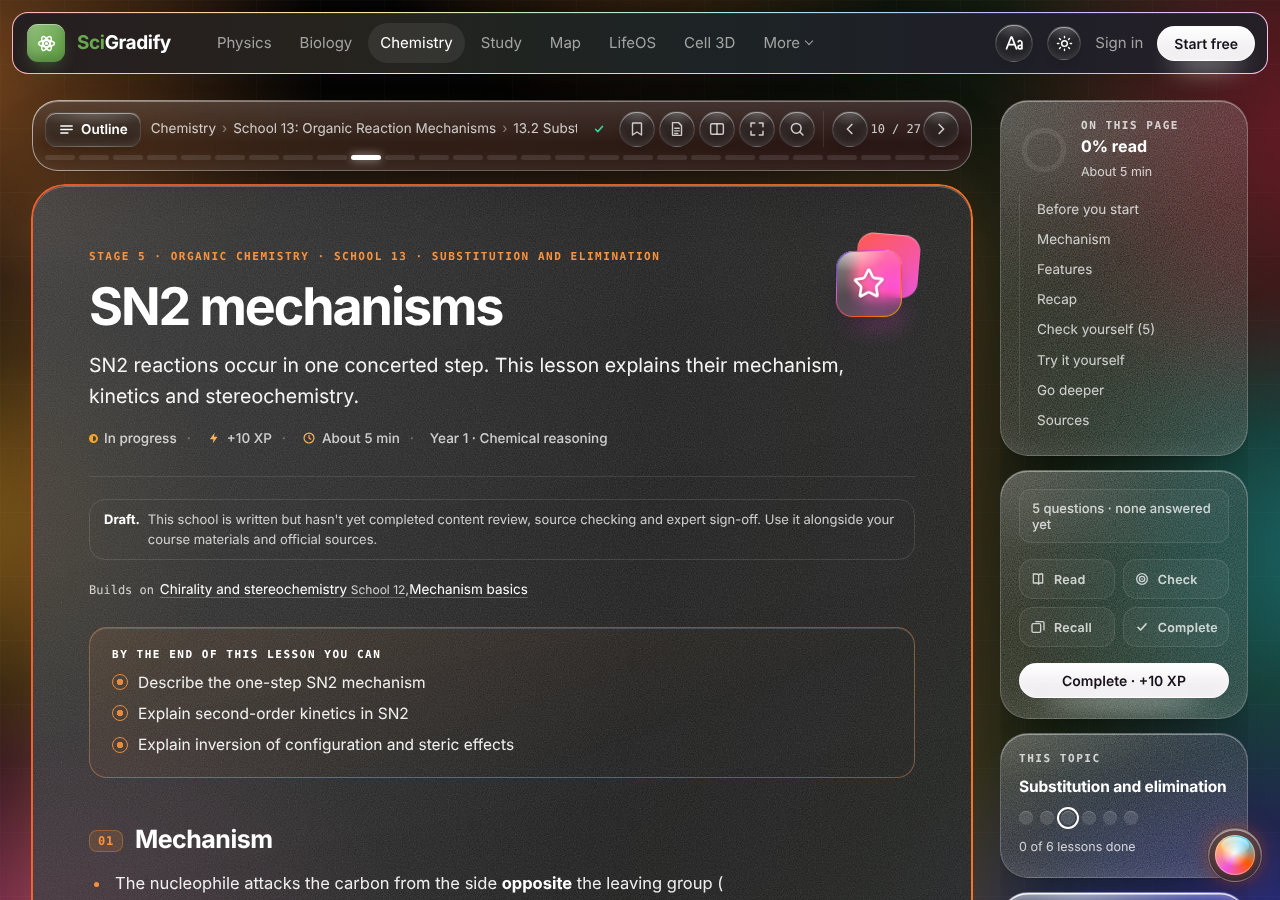 SciGradify
Physics
Biology
Chemistry
Study
Map
LifeOS
Cell 3D
More
Aa
Sign in
Start free
Outline
Chemistry › School 13: Organic Reaction Mechanisms › 13.2 Subst
10 / 27
STAGE 5 · ORGANIC CHEMISTRY · SCHOOL 13 · SUBSTITUTION AND ELIMINATION
SN2 mechanisms
SN2 reactions occur in one concerted step. This lesson explains their mechanism,
kinetics and stereochemistry.
In progress · +10 XP · About 5 min · Year 1 · Chemical reasoning
Draft. This school is written but hasn't yet completed content review, source checking and expert sign-off. Use it alongside your
course materials and official sources.
Builds on Chirality and stereochemistry School 12,Mechanism basics
BY THE END OF THIS LESSON YOU CAN
Describe the one-step SN2 mechanism
Explain second-order kinetics in SN2
Explain inversion of configuration and steric effects
01 Mechanism
• The nucleophile attacks the carbon from the side opposite the leaving group (
ON THIS PAGE
0% read
About 5 min
Before you start
Mechanism
Features
Recap
Check yourself (5)
Try it yourself
Go deeper
Sources
5 questions · none answered
yet
Read
Check
Recall
Complete
Complete · +10 XP
THIS TOPIC
Substitution and elimination
0 of 6 lessons done